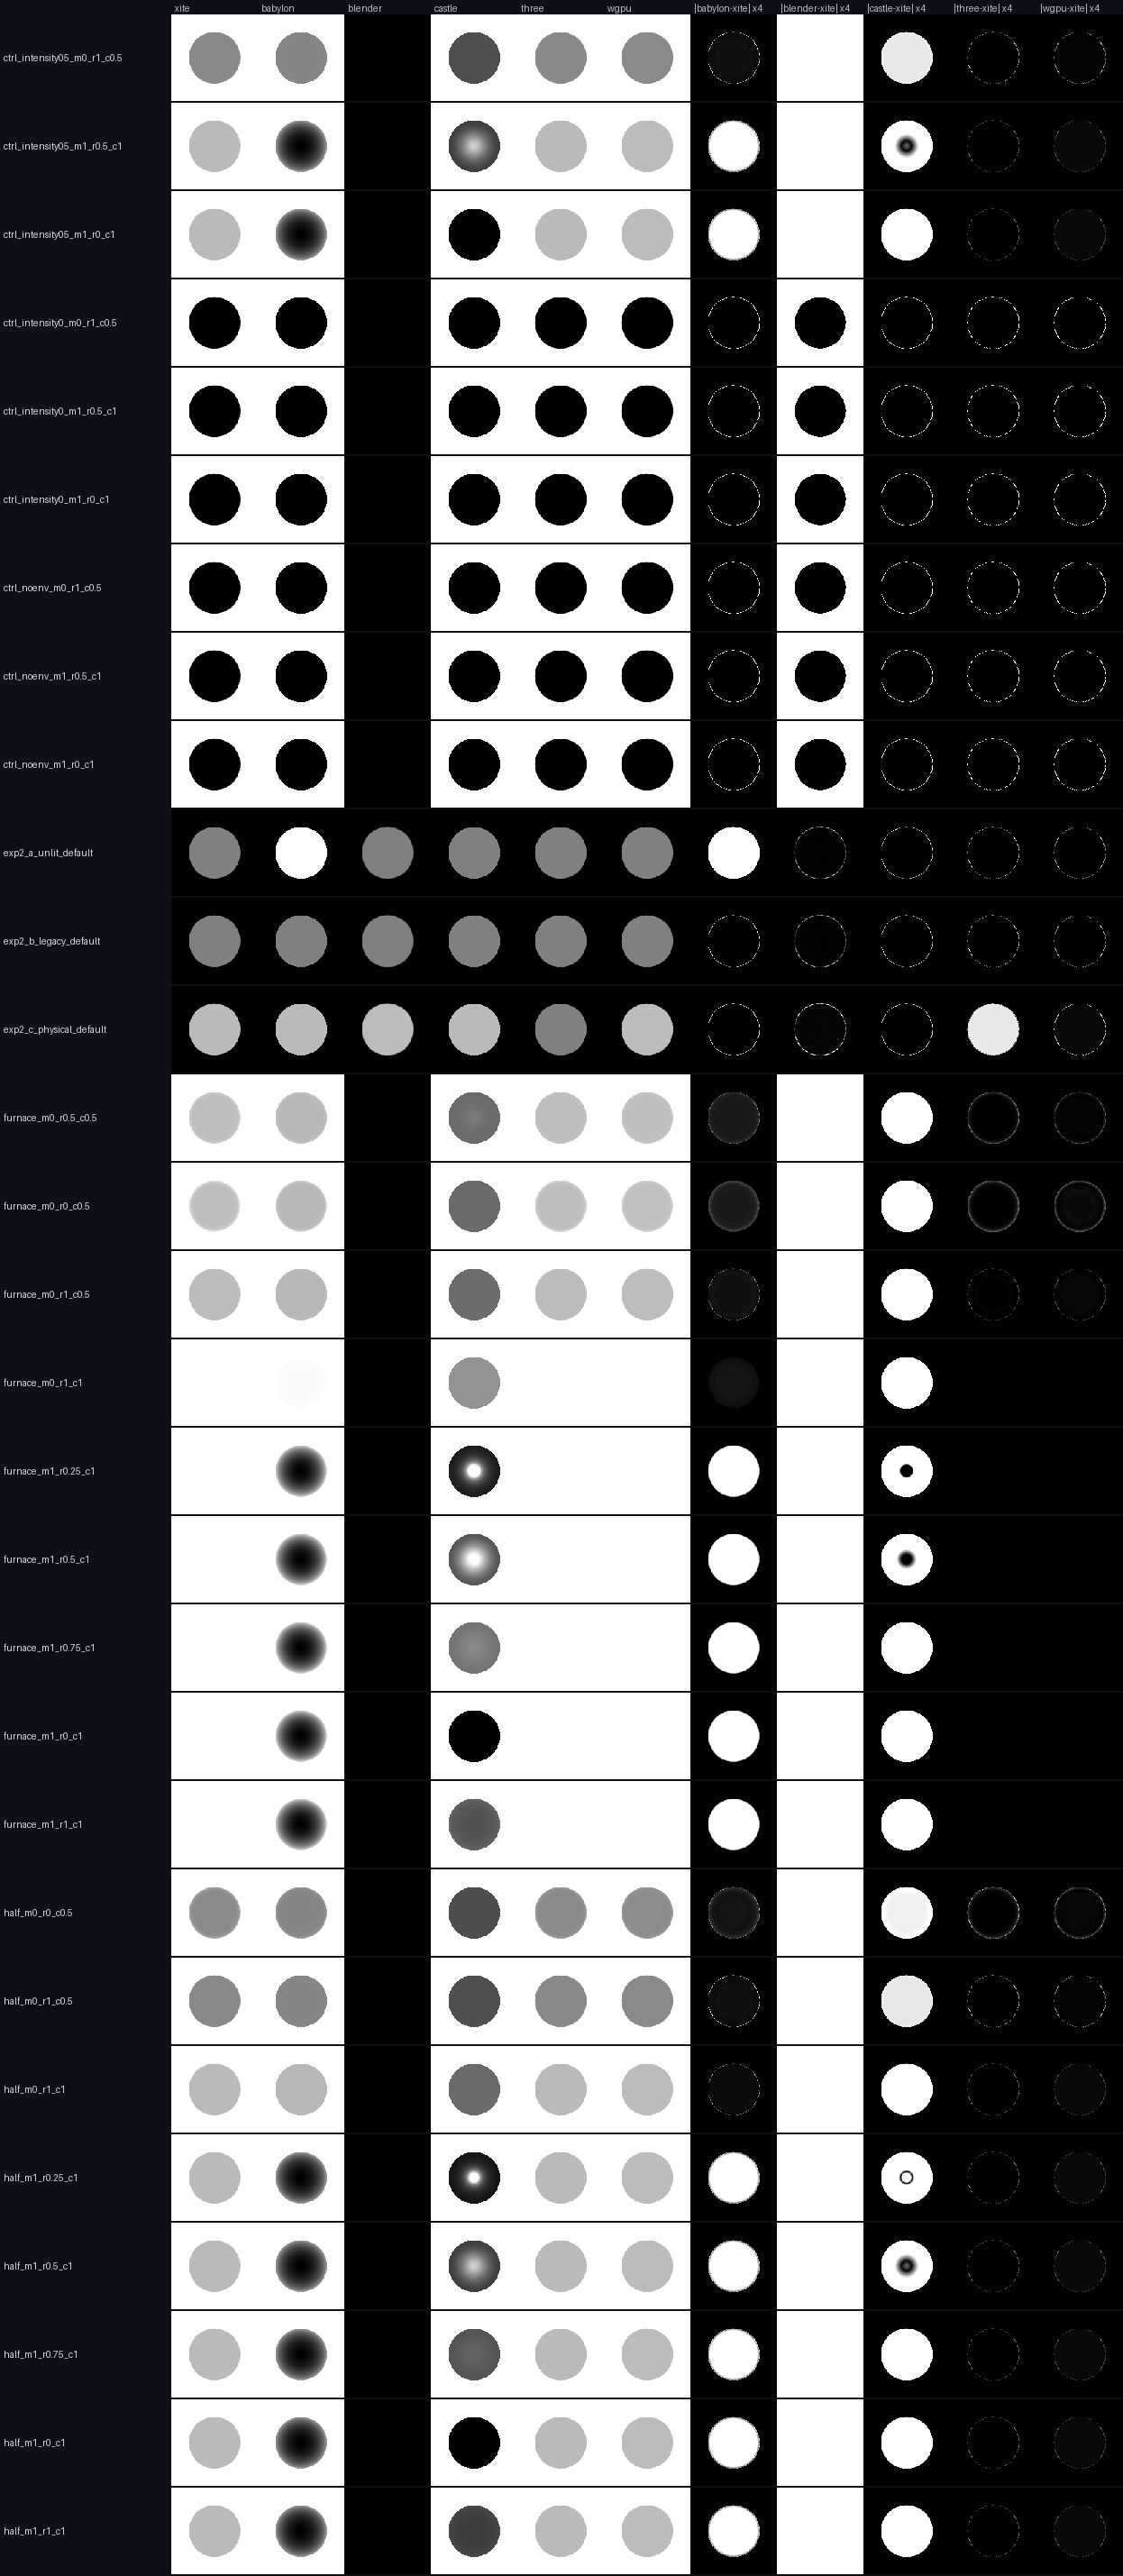 xite babylon blender castle three wgpu |babylon-xite| x4 |blender-xite| x4 |castle-xite| x4 |three-xite| x4 |wgpu-xite| x4
ctrl_intensity05_m0_r1_c0.5
ctrl_intensity05_m1_r0.5_c1
ctrl_intensity05_m1_r0_c1
ctrl_intensity0_m0_r1_c0.5
ctrl_intensity0_m1_r0.5_c1
ctrl_intensity0_m1_r0_c1
ctrl_noenv_m0_r1_c0.5
ctrl_noenv_m1_r0.5_c1
ctrl_noenv_m1_r0_c1
exp2_a_unlit_default
exp2_b_legacy_default
exp2_c_physical_default
furnace_m0_r0.5_c0.5
furnace_m0_r0_c0.5
furnace_m0_r1_c0.5
furnace_m0_r1_c1
furnace_m1_r0.25_c1
furnace_m1_r0.5_c1
furnace_m1_r0.75_c1
furnace_m1_r0_c1
furnace_m1_r1_c1
half_m0_r0_c0.5
half_m0_r1_c0.5
half_m0_r1_c1
half_m1_r0.25_c1
half_m1_r0.5_c1
half_m1_r0.75_c1
half_m1_r0_c1
half_m1_r1_c1